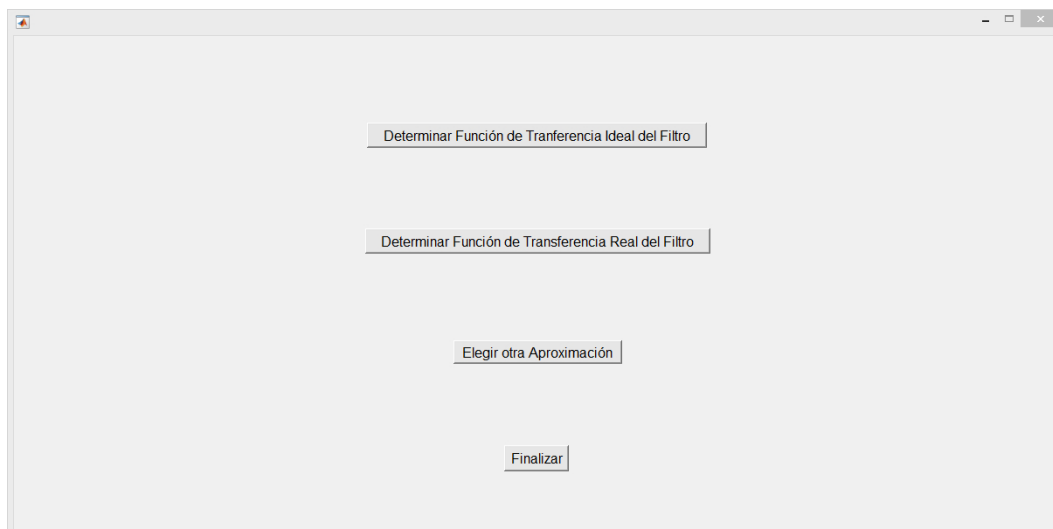 Determinar Función de Tranferencia Ideal del Filtro
Determinar Función de Transferencia Real del Filtro
Elegir otra Aproximación
Finalizar